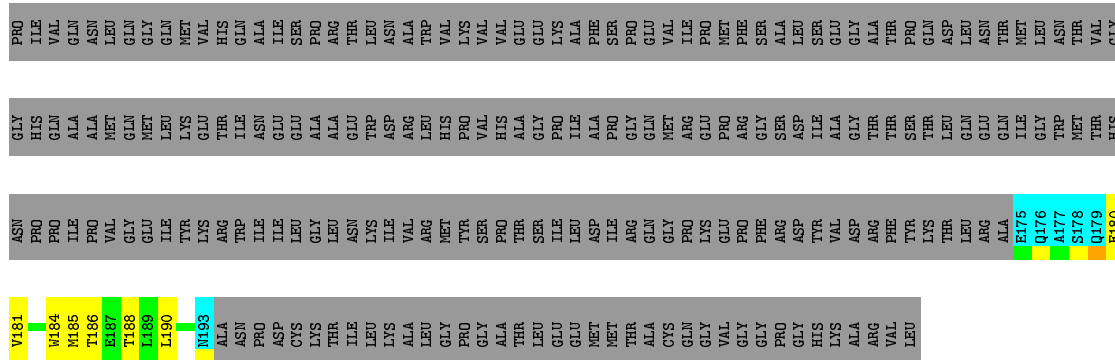 PRO ILE VAL GLN ASN LEU GLN GLY GLN MET VAL HIS GLN ALA ILE SER PRO ARG THR LEU ASN ALA TRP VAL LYS VAL VAL GLU GLU LYS ALA PHE SER PRO GLU VAL ILE PRO MET PHE SER ALA LEU SER GLU GLY ALA THR PRO GLN ASP LEU ASN THR MET LEU ASN THR VAL GLY
GLY HIS GLN ALA ALA MET GLN MET LEU LYS GLU THR ILE ASN GLU GLU ALA ALA GLU TRP ASP ARG LEU HIS PRO VAL HIS ALA GLY PRO ILE ALA PRO GLY GLN MET ARG GLU PRO ARG GLY SER ASP ILE ALA GLY THR THR SER THR LEU GLN GLU GLN ILE GLY TRP MET THR HIS
ASN PRO PRO ILE PRO VAL GLY GLU ILE TYR LYS ARG TRP ILE ILE LEU GLY LEU ASN LYS ILE VAL ARG MET TYR SER PRO THR SER ILE LEU ASP ILE ARG GLN GLY PRO LYS GLU PRO PHE ARG ASP TYR VAL ASP ARG PHE TYR LYS THR LEU ARG ALA E175 Q176 A177 S178 Q179 E180
V181 W184 M185 T186 E187 T188 L189 L190 N193 ALA ASN PRO ASP CYS LYS THR ILE LEU LYS ALA LEU GLY PRO GLY ALA THR LEU GLU GLU MET MET THR ALA CYS GLN GLY VAL GLY GLY PRO GLY HIS LYS ALA ARG VAL LEU